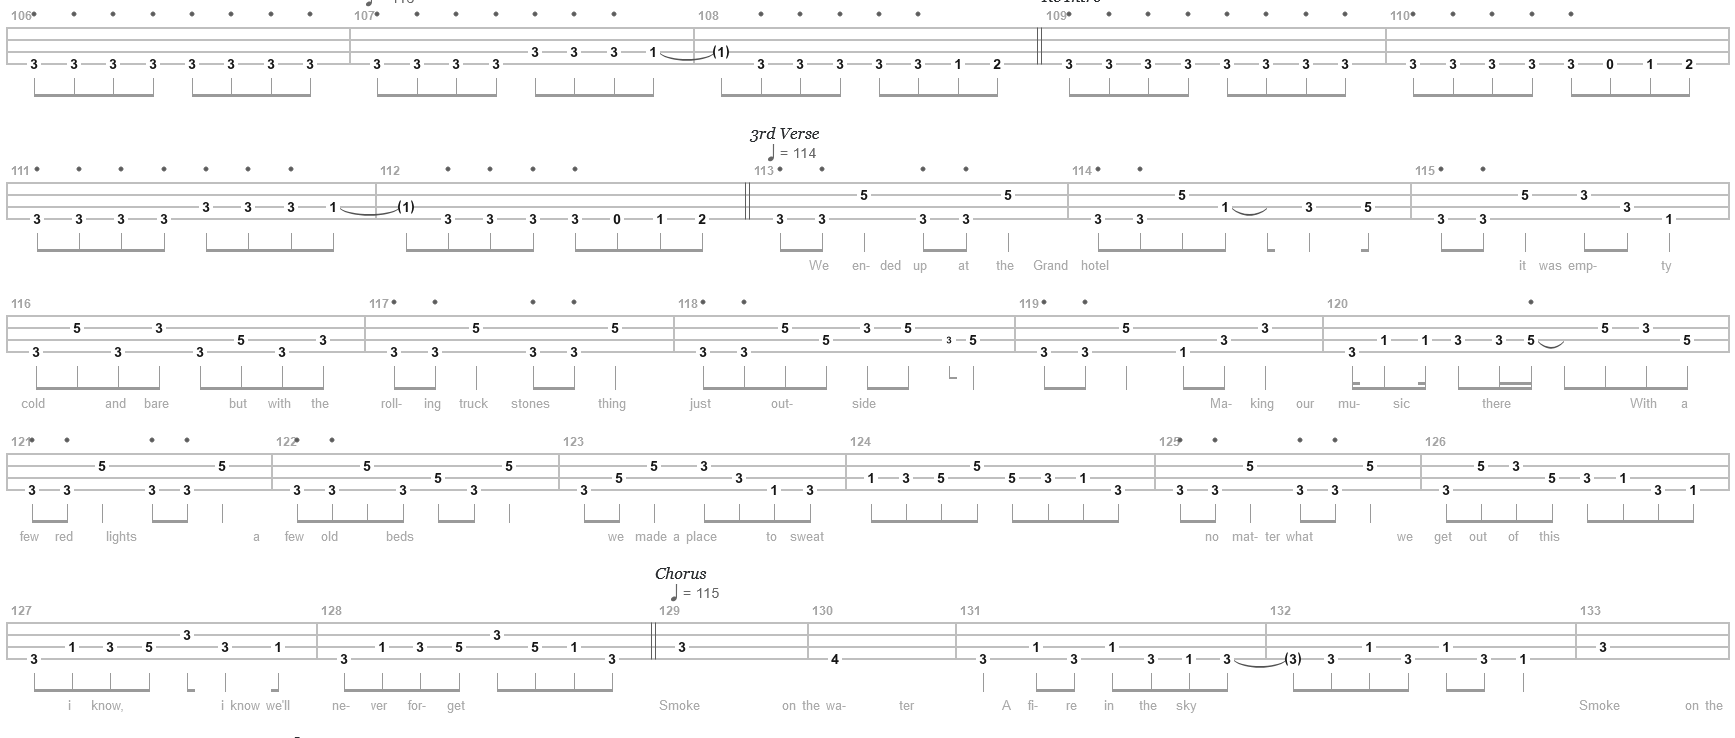 106 107 108 109 110
3 3 3 3 3 3 3 3 3 3 3 3 3 3 3 1 (1) 3 3 3 3 3 1 2 3 3 3 3 3 3 3 3 3 3 3 3 3 0 1 2
3rd Verse
= 114
111 112 113 114 115
3 3 3 3 3 3 3 1 (1) 3 3 3 3 0 1 2 3 3 5 3 3 5 3 3 5 1 3 5 3 3 5 3 3 1
We en- ded up at the Grand hotel it was emp- ty
116 117 118 119 120
3 5 3 3 3 5 3 3 3 3 5 3 3 5 3 3 5 5 3 5 3 5 3 3 5 1 3 3 3 1 1 3 3 5 5 3 5
cold and bare but with the roll- ing truck stones thing just out- side Ma- king our mu- sic there With a
121 122 123 124 125 126
3 3 5 3 3 5 3 3 5 3 5 3 5 3 5 5 3 3 1 3 1 3 5 5 5 3 1 3 3 3 5 3 3 5 3 5 3 5 3 1 3 1
few red lights a few old beds we made a place to sweat no mat- ter what we get out of this
Chorus
= 115
127 128 129 130 131 132 133
3 1 3 5 3 3 1 3 1 3 5 3 5 1 3 3 4 3 1 3 1 3 1 3 (3) 3 1 3 1 3 1 3
i know, i know we'll ne- ver for- get Smoke on the wa- ter A fi- re in the sky Smoke on the